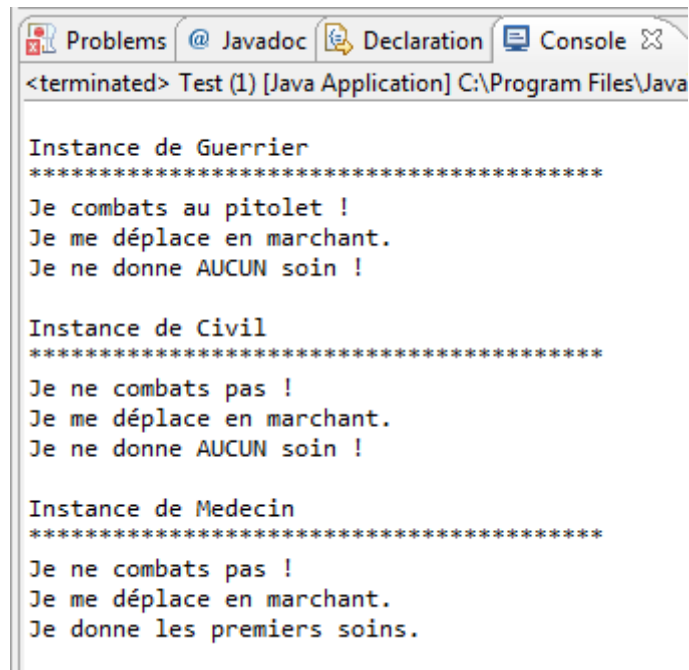 Problems @ Javadoc Declaration Console
<terminated> Test (1) [Java Application] C:\Program Files\Java
Instance de Guerrier
*****************************************
Je combats au pitolet !
Je me déplace en marchant.
Je ne donne AUCUN soin !
Instance de Civil
*****************************************
Je ne combats pas !
Je me déplace en marchant.
Je ne donne AUCUN soin !
Instance de Medecin
*****************************************
Je ne combats pas !
Je me déplace en marchant.
Je donne les premiers soins.